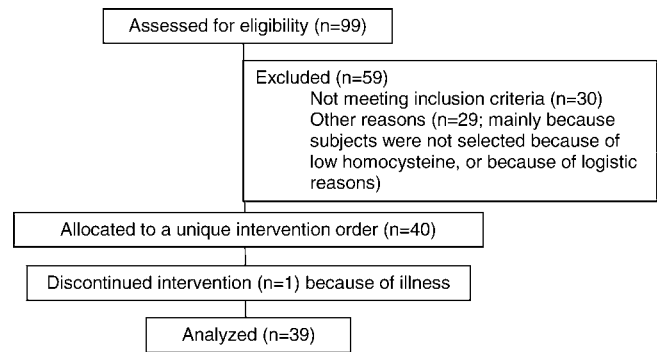 Assessed for eligibility (n=99)
Excluded (n=59)
Not meeting inclusion criteria (n=30)
Other reasons (n=29; mainly because
subjects were not selected because of
low homocysteine, or because of logistic
reasons)
Allocated to a unique intervention order (n=40)
Discontinued intervention (n=1) because of illness
Analyzed (n=39)